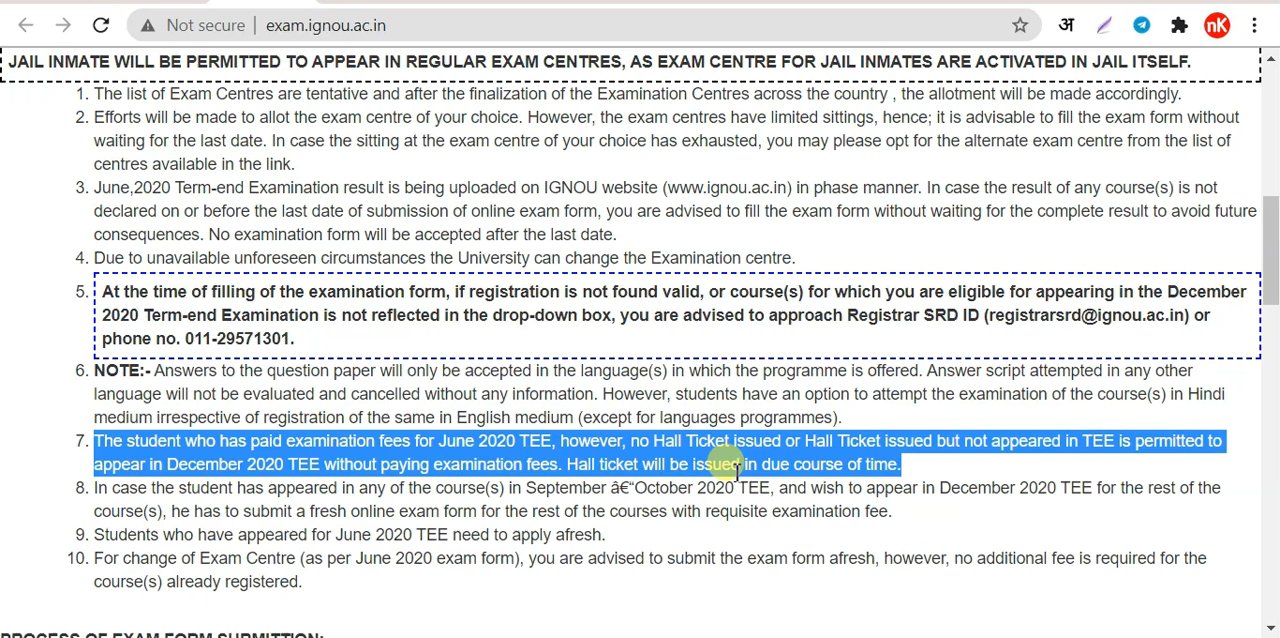 Not secure | exam.ignou.ac.in अ nK
JAIL INMATE WILL BE PERMITTED TO APPEAR IN REGULAR EXAM CENTRES, AS EXAM CENTRE FOR JAIL INMATES ARE ACTIVATED IN JAIL ITSELF.
1. The list of Exam Centres are tentative and after the finalization of the Examination Centres across the country , the allotment will be made accordingly.
2. Efforts will be made to allot the exam centre of your choice. However, the exam centres have limited sittings, hence; it is advisable to fill the exam form without
waiting for the last date. In case the sitting at the exam centre of your choice has exhausted, you may please opt for the alternate exam centre from the list of
centres available in the link.
3. June,2020 Term-end Examination result is being uploaded on IGNOU website (www.ignou.ac.in) in phase manner. In case the result of any course(s) is not
declared on or before the last date of submission of online exam form, you are advised to fill the exam form without waiting for the complete result to avoid future
consequences. No examination form will be accepted after the last date.
4. Due to unavailable unforeseen circumstances the University can change the Examination centre.
5. At the time of filling of the examination form, if registration is not found valid, or course(s) for which you are eligible for appearing in the December
2020 Term-end Examination is not reflected in the drop-down box, you are advised to approach Registrar SRD ID (registrarsrd@ignou.ac.in) or
phone no. 011-29571301.
6. NOTE:- Answers to the question paper will only be accepted in the language(s) in which the programme is offered. Answer script attempted in any other
language will not be evaluated and cancelled without any information. However, students have an option to attempt the examination of the course(s) in Hindi
medium irrespective of registration of the same in English medium (except for languages programmes).
7. The student who has paid examination fees for June 2020 TEE, however, no Hall Ticket issued or Hall Ticket issued but not appeared in TEE is permitted to
appear in December 2020 TEE without paying examination fees. Hall ticket will be issued in due course of time.
8. In case the student has appeared in any of the course(s) in September â€“October 2020 TEE, and wish to appear in December 2020 TEE for the rest of the
course(s), he has to submit a fresh online exam form for the rest of the courses with requisite examination fee.
9. Students who have appeared for June 2020 TEE need to apply afresh.
10. For change of Exam Centre (as per June 2020 exam form), you are advised to submit the exam form afresh, however, no additional fee is required for the
course(s) already registered.
PROCESS OF EXAM FORM SUBMITTION: